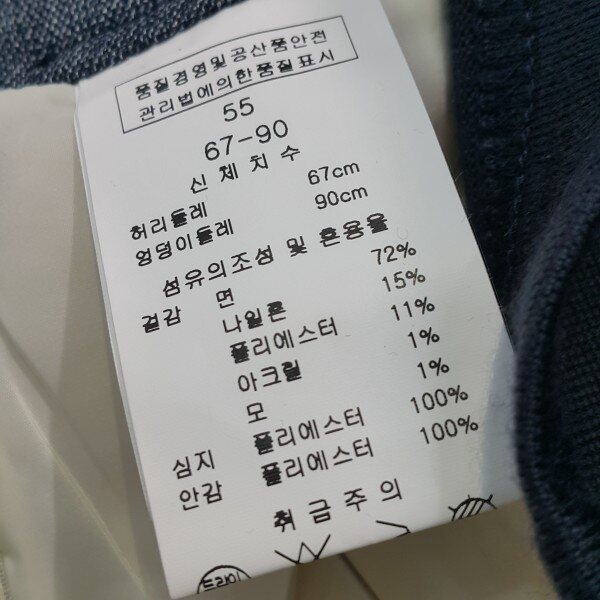 품질경영및공산품안전
관리법에의한품질표시
55
67-90
신체치수
허리둘레 67cm
엉덩이둘레 90cm
섬유의조성 및 혼용율
겉감 면 72%
나일론 15%
폴리에스터 11%
아크릴 1%
모 1%
심지 폴리에스터 100%
안감 폴리에스터 100%
취급주의
드라이